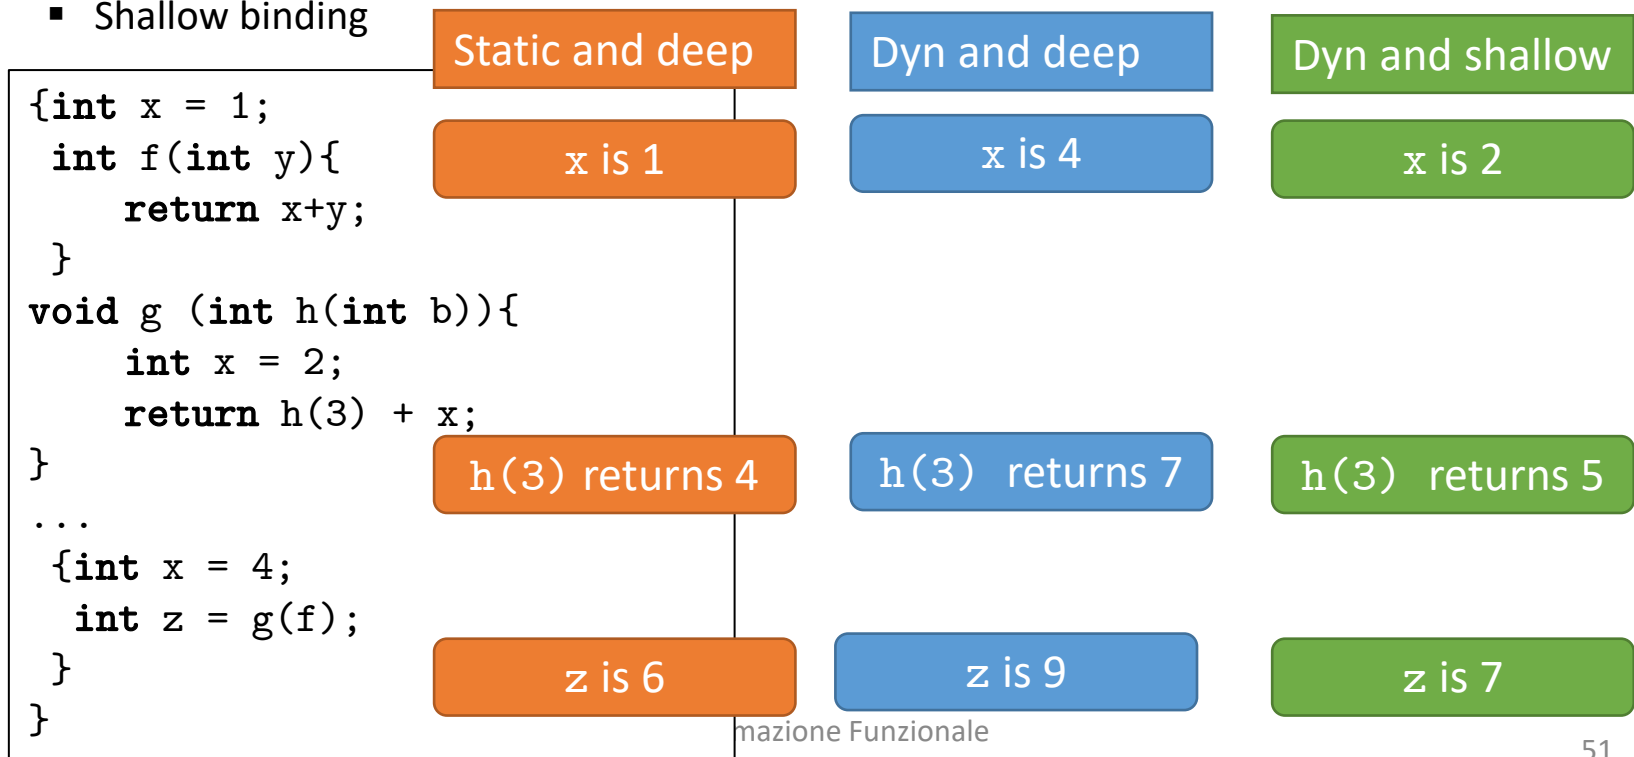 ▪ Shallow binding
Static and deep
Dyn and deep
Dyn and shallow
{int x = 1;
int f(int y){
return x+y;
}
void g (int h(int b)){
int x = 2;
return h(3) + x;
}
...
{int x = 4;
int z = g(f);
}
}
x is 1
x is 4
x is 2
h(3) returns 4
h(3) returns 7
h(3) returns 5
z is 6
z is 9
z is 7
mazione Funzionale
51